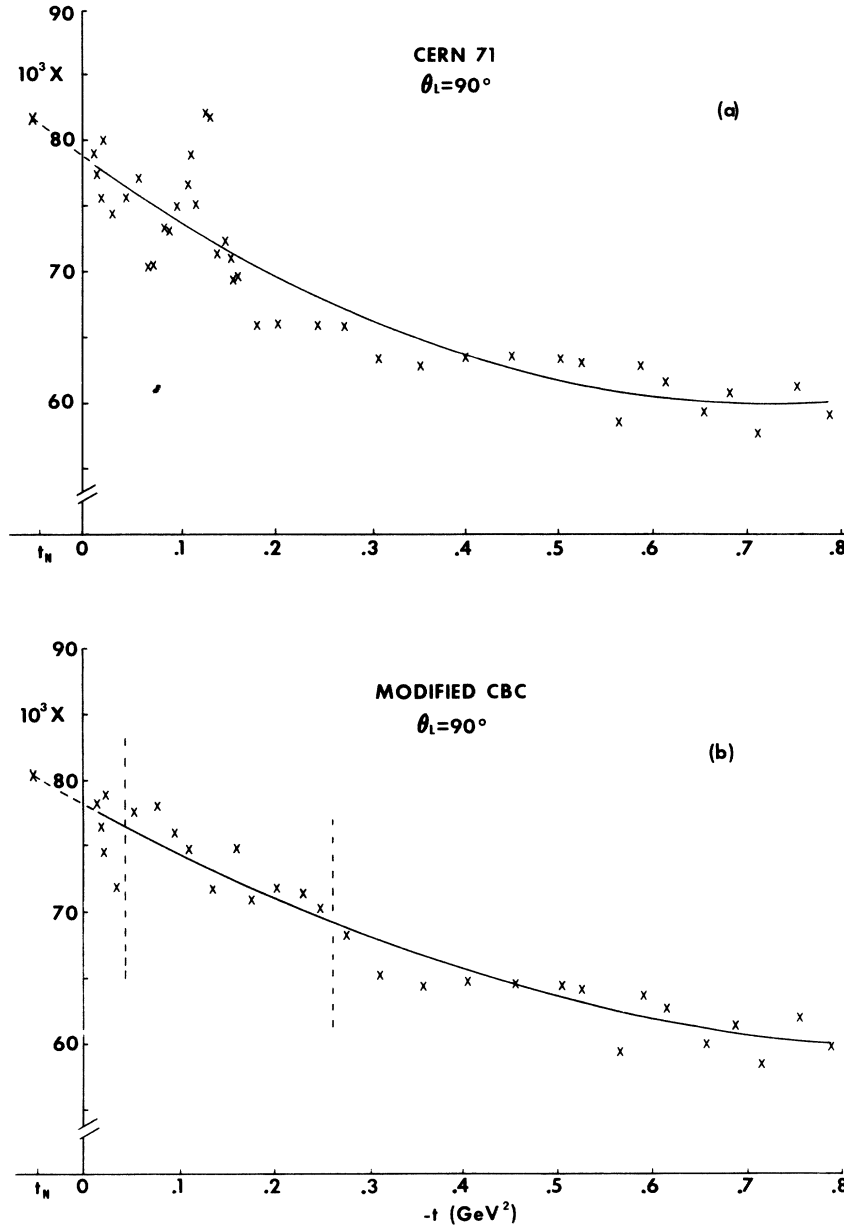 90
CERN 71
10³X
θL=90°
(a)
80
70
60
tN 0 .1 .2 .3 .4 .5 .6 .7 .8
90
MODIFIED CBC
10³X
θL=90°
(b)
80
70
60
tN 0 .1 .2 .3 .4 .5 .6 .7 .8
-t (GeV²)